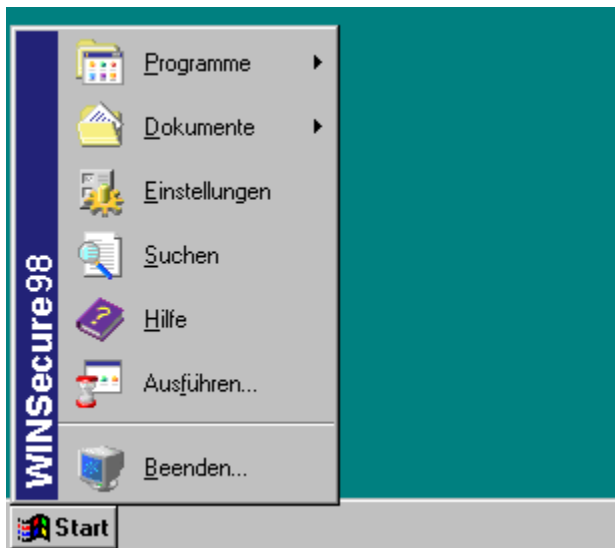 Programme
Dokumente
Einstellungen
Suchen
Hilfe
Ausführen...
Beenden...
WINSecure98
Start